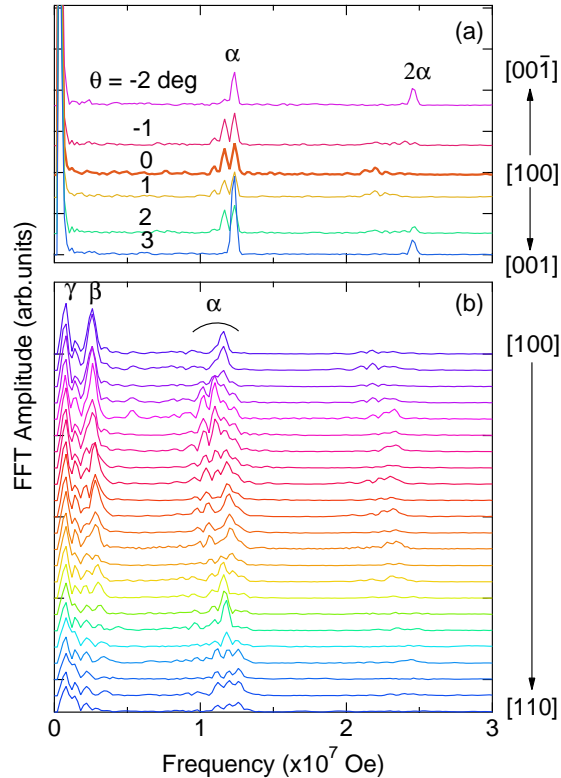 (a)
α
2α
θ = -2 deg
-1
0
1
2
3
[001̄]
[100]
[001]
FFT Amplitude (arb.units)
(b)
γ
β
α
[100]
[110]
0
1
2
3
Frequency (x10⁷ Oe)